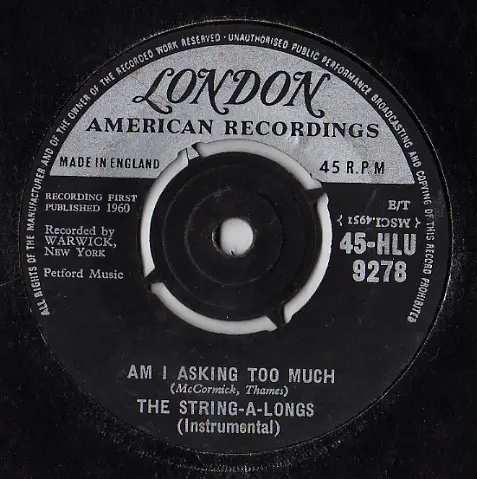 ALL RIGHTS OF THE MANUFACTURER AND OF THE OWNER OF THE RECORDED WORK RESERVED · UNAUTHORISED PUBLIC PERFORMANCE BROADCASTING AND COPYING OF THIS RECORD PROHIBITED
LONDON
AMERICAN RECORDINGS
MADE IN ENGLAND
45 R.P.M
RECORDING FIRST
PUBLISHED 1960
Recorded by
WARWICK,
NEW YORK
Petford Music
B/T
{ MSCI.4951 }
45-HLU
9278
AM I ASKING TOO MUCH
(McCormick, Thames)
THE STRING-A-LONGS
(Instrumental)